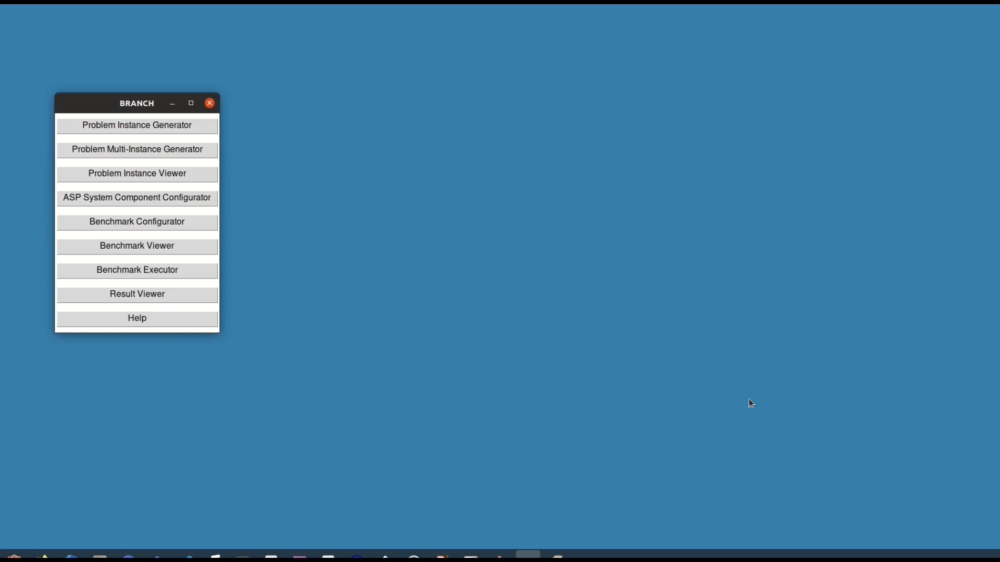 BRANCH
Problem Instance Generator
Problem Multi-Instance Generator
Problem Instance Viewer
ASP System Component Configurator
Benchmark Configurator
Benchmark Viewer
Benchmark Executor
Result Viewer
Help